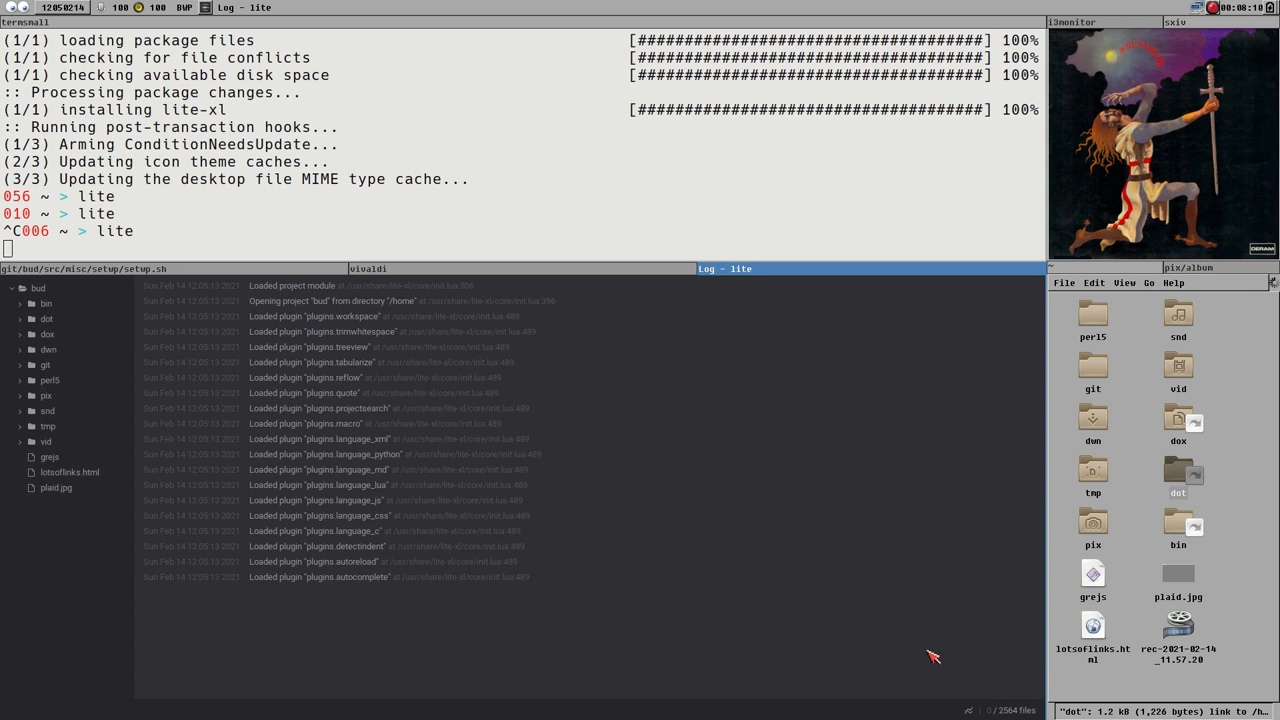 12050214 100 100 BWP Log - lite 00:08:10
termsmall
(1/1) loading package files [#####################################] 100%
(1/1) checking for file conflicts [#####################################] 100%
(1/1) checking available disk space [#####################################] 100%
:: Processing package changes...
(1/1) installing lite-xl [#####################################] 100%
:: Running post-transaction hooks...
(1/3) Arming ConditionNeedsUpdate...
(2/3) Updating icon theme caches...
(3/3) Updating the desktop file MIME type cache...
056 ~ > lite
010 ~ > lite
^C006 ~ > lite
i3monitor sxiv
DERAM
git/bud/src/misc/setup/setup.sh vivaldi Log - lite
bud
bin
dot
dox
dwn
git
perl5
pix
snd
tmp
vid
grejs
lotsoflinks.html
plaid.jpg
Sun Feb 14 12:05:13 2021 Loaded project module at /usr/share/lite-xl/core/init.lua:506
Sun Feb 14 12:05:13 2021 Opening project "bud" from directory "/home" at /usr/share/lite-xl/core/init.lua:396
Sun Feb 14 12:05:13 2021 Loaded plugin "plugins.workspace" at /usr/share/lite-xl/core/init.lua:489
Sun Feb 14 12:05:13 2021 Loaded plugin "plugins.trimwhitespace" at /usr/share/lite-xl/core/init.lua:489
Sun Feb 14 12:05:13 2021 Loaded plugin "plugins.treeview" at /usr/share/lite-xl/core/init.lua:489
Sun Feb 14 12:05:13 2021 Loaded plugin "plugins.tabularize" at /usr/share/lite-xl/core/init.lua:489
Sun Feb 14 12:05:13 2021 Loaded plugin "plugins.reflow" at /usr/share/lite-xl/core/init.lua:489
Sun Feb 14 12:05:13 2021 Loaded plugin "plugins.quote" at /usr/share/lite-xl/core/init.lua:489
Sun Feb 14 12:05:13 2021 Loaded plugin "plugins.projectsearch" at /usr/share/lite-xl/core/init.lua:489
Sun Feb 14 12:05:13 2021 Loaded plugin "plugins.macro" at /usr/share/lite-xl/core/init.lua:489
Sun Feb 14 12:05:13 2021 Loaded plugin "plugins.language_xml" at /usr/share/lite-xl/core/init.lua:489
Sun Feb 14 12:05:13 2021 Loaded plugin "plugins.language_python" at /usr/share/lite-xl/core/init.lua:489
Sun Feb 14 12:05:13 2021 Loaded plugin "plugins.language_md" at /usr/share/lite-xl/core/init.lua:489
Sun Feb 14 12:05:13 2021 Loaded plugin "plugins.language_lua" at /usr/share/lite-xl/core/init.lua:489
Sun Feb 14 12:05:13 2021 Loaded plugin "plugins.language_js" at /usr/share/lite-xl/core/init.lua:489
Sun Feb 14 12:05:13 2021 Loaded plugin "plugins.language_css" at /usr/share/lite-xl/core/init.lua:489
Sun Feb 14 12:05:13 2021 Loaded plugin "plugins.language_c" at /usr/share/lite-xl/core/init.lua:489
Sun Feb 14 12:05:13 2021 Loaded plugin "plugins.detectindent" at /usr/share/lite-xl/core/init.lua:489
Sun Feb 14 12:05:13 2021 Loaded plugin "plugins.autoreload" at /usr/share/lite-xl/core/init.lua:489
Sun Feb 14 12:05:13 2021 Loaded plugin "plugins.autocomplete" at /usr/share/lite-xl/core/init.lua:489
0 / 2564 files
~ pix/album
File Edit View Go Help
perl5 snd
git vid
dwn dox
tmp dot
pix bin
grejs plaid.jpg
lotsoflinks.ht
ml
rec-2021-02-14
_11.57.20
"dot": 1.2 kB (1,226 bytes) link to /h…